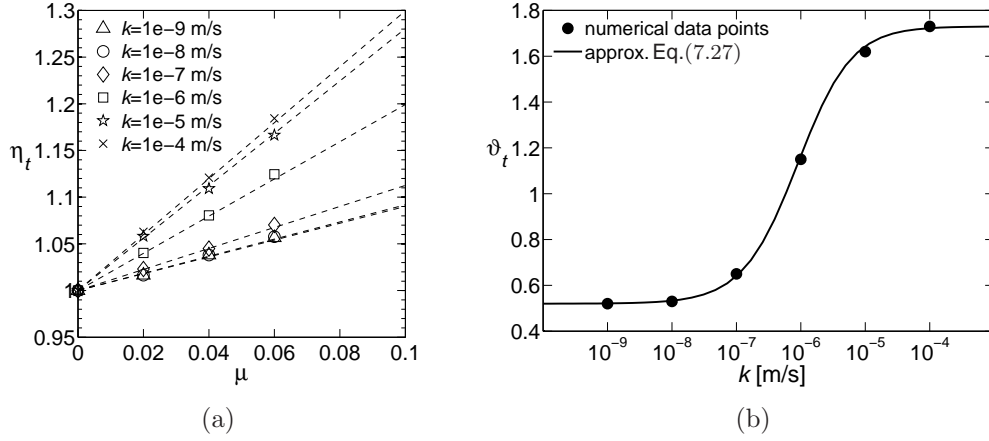 1.3
1.25
1.2
1.15
1.1
1.05
1
0.95
η_t
k=1e−9 m/s
k=1e−8 m/s
k=1e−7 m/s
k=1e−6 m/s
k=1e−5 m/s
k=1e−4 m/s
0 0.02 0.04 0.06 0.08 0.1
μ
(a)
1.8
1.6
1.4
1.2
1
0.8
0.6
0.4
ϑ_t
numerical data points
approx. Eq.(7.27)
10⁻⁹ 10⁻⁸ 10⁻⁷ 10⁻⁶ 10⁻⁵ 10⁻⁴
k [m/s]
(b)